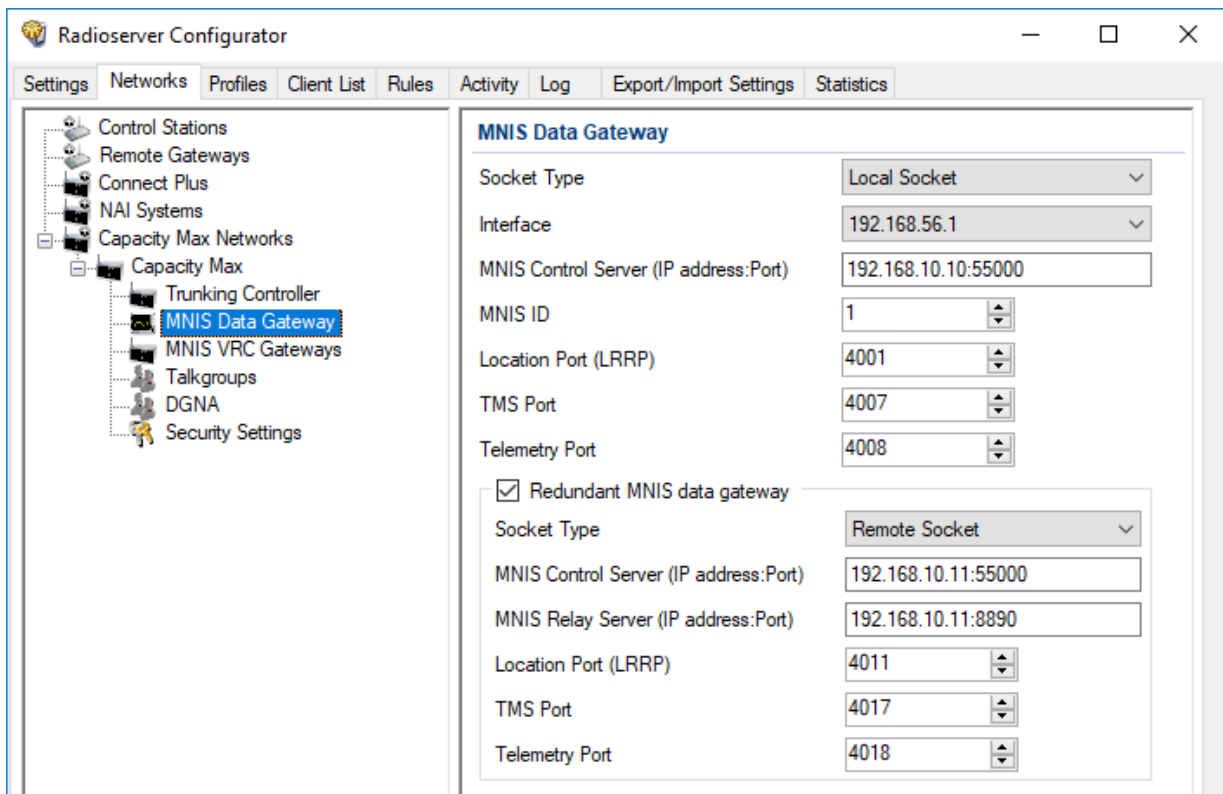 Radioserver Configurator
Settings Networks Profiles Client List Rules Activity Log Export/Import Settings Statistics
Control Stations
Remote Gateways
Connect Plus
NAI Systems
Capacity Max Networks
Capacity Max
Trunking Controller
MNIS Data Gateway
MNIS VRC Gateways
Talkgroups
DGNA
Security Settings
MNIS Data Gateway
Socket Type Local Socket
Interface 192.168.56.1
MNIS Control Server (IP address:Port) 192.168.10.10:55000
MNIS ID 1
Location Port (LRRP) 4001
TMS Port 4007
Telemetry Port 4008
Redundant MNIS data gateway
Socket Type Remote Socket
MNIS Control Server (IP address:Port) 192.168.10.11:55000
MNIS Relay Server (IP address:Port) 192.168.10.11:8890
Location Port (LRRP) 4011
TMS Port 4017
Telemetry Port 4018